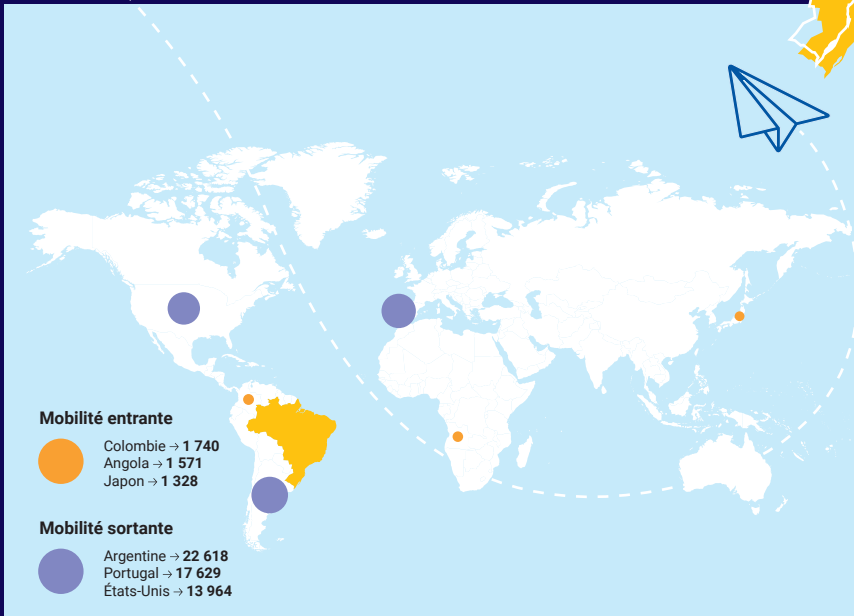 Mobilité entrante
Colombie → 1 740
Angola → 1 571
Japon → 1 328
Mobilité sortante
Argentine → 22 618
Portugal → 17 629
États-Unis → 13 964